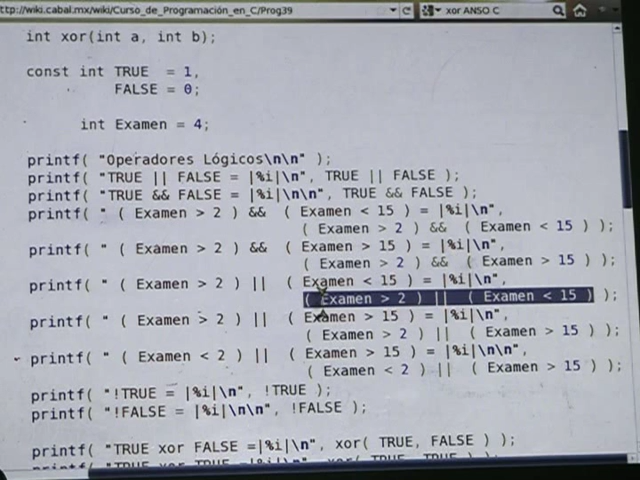 ttp://wiki.cabal.mx/wiki/Curso_de_Programación_en_C/Prog39 xor ANSO C
int xor(int a, int b);
const int TRUE = 1,
FALSE = 0;
int Examen = 4;
printf( "Operadores Lógicos\n\n" );
printf( "TRUE || FALSE = |%i|\n", TRUE || FALSE );
printf( "TRUE && FALSE = |%i|\n\n", TRUE && FALSE );
printf( " ( Examen > 2 ) && ( Examen < 15 ) = |%i|\n",
( Examen > 2 ) && ( Examen < 15 ) );
printf( " ( Examen > 2 ) && ( Examen > 15 ) = |%i|\n",
( Examen > 2 ) && ( Examen > 15 ) );
printf( " ( Examen > 2 ) || ( Examen < 15 ) = |%i|\n",
( Examen > 2 ) || ( Examen < 15 ) );
printf( " ( Examen > 2 ) || ( Examen > 15 ) = |%i|\n",
( Examen > 2 ) || ( Examen > 15 ) );
printf( " ( Examen < 2 ) || ( Examen > 15 ) = |%i|\n\n",
( Examen < 2 ) || ( Examen > 15 ) );
printf( "!TRUE = |%i|\n", !TRUE );
printf( "!FALSE = |%i|\n\n", !FALSE );
printf( "TRUE xor FALSE =|%i|\n", xor( TRUE, FALSE ) );